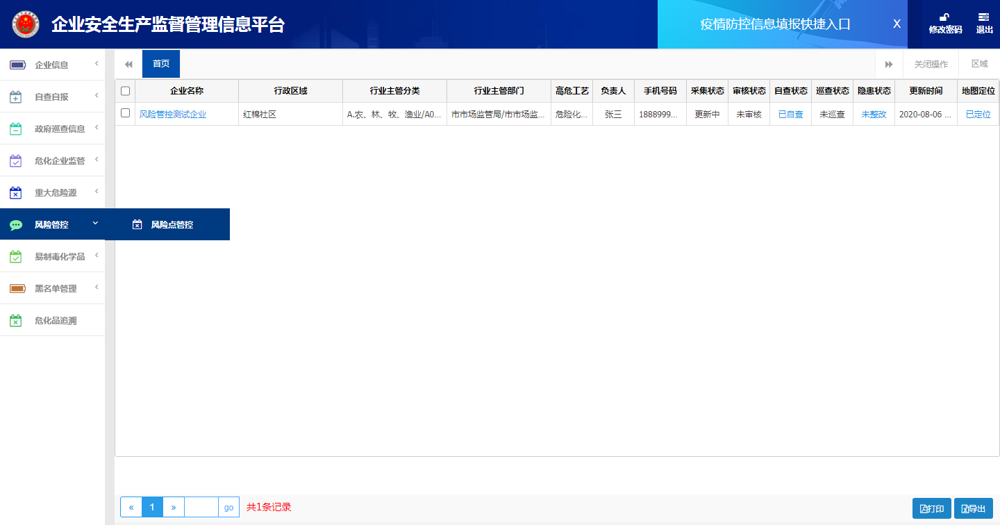 企业安全生产监督管理信息平台
疫情防控信息填报快捷入口 X
修改密码 退出
首页 关闭操作 区域
企业信息
自查自报
政府巡查信息
危化企业监管
重大危险源
风险管控 风险点管控
易制毒化学品
黑名单管理
危化品追溯
企业名称 行政区域 行业主管分类 行业主管部门 高危工艺 负责人 手机号码 采集状态 审核状态 自查状态 巡查状态 隐患状态 更新时间 地图定位
风险管控测试企业 红棉社区 A.农、林、牧、渔业/A0... 市市场监管局/市市场监... 危险化... 张三 1888999... 更新中 未审核 已自查 未巡查 未整改 2020-08-06 ... 已定位
« 1 » go 共1条记录
打印 导出